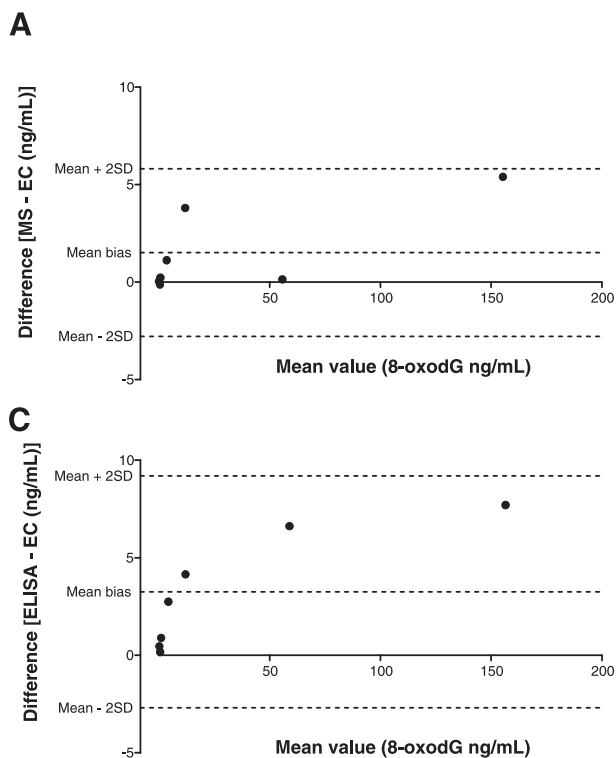 A
Difference [MS - EC (ng/mL)]
10
Mean + 2SD
5
Mean bias
0
50 100 150 200
Mean - 2SD
Mean value (8-oxodG ng/mL)
-5
C
Difference [ELISA - EC (ng/mL)]
10
Mean + 2SD
5
Mean bias
0
50 100 150 200
Mean - 2SD
-5
Mean value (8-oxodG ng/mL)